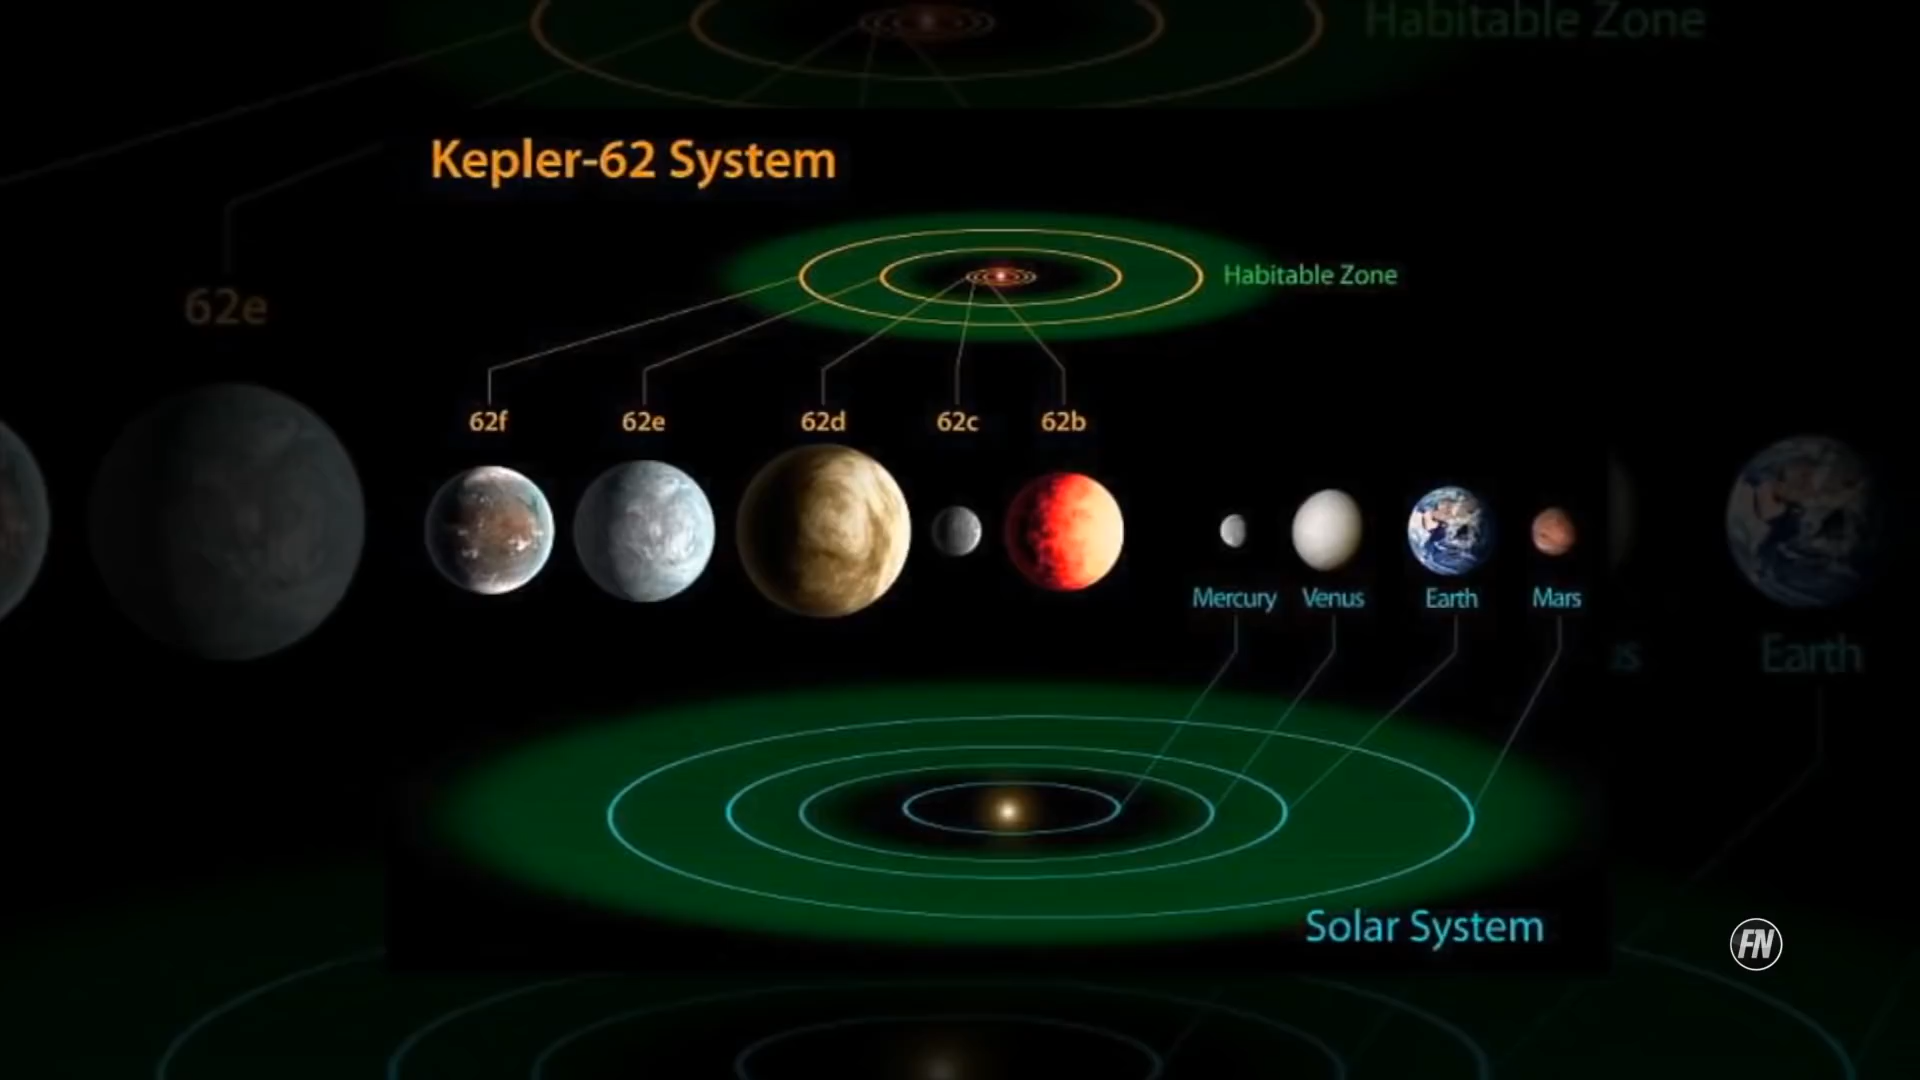 Habitable Zone
Kepler-62 System
Habitable Zone
62e
62f
62e
62d
62c
62b
Mercury
Venus
Earth
Mars
Earth
Solar System
FN